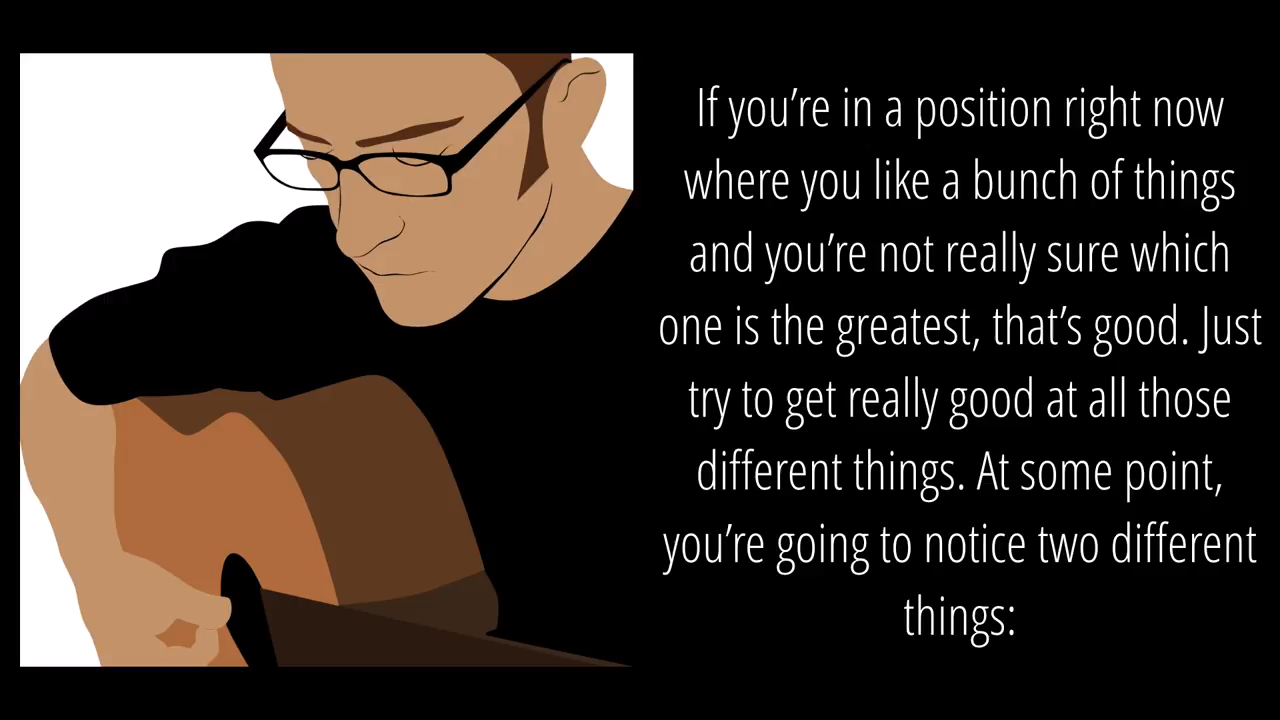 If you’re in a position right now
where you like a bunch of things
and you’re not really sure which
one is the greatest, that’s good. Just
try to get really good at all those
different things. At some point,
you’re going to notice two different
things: